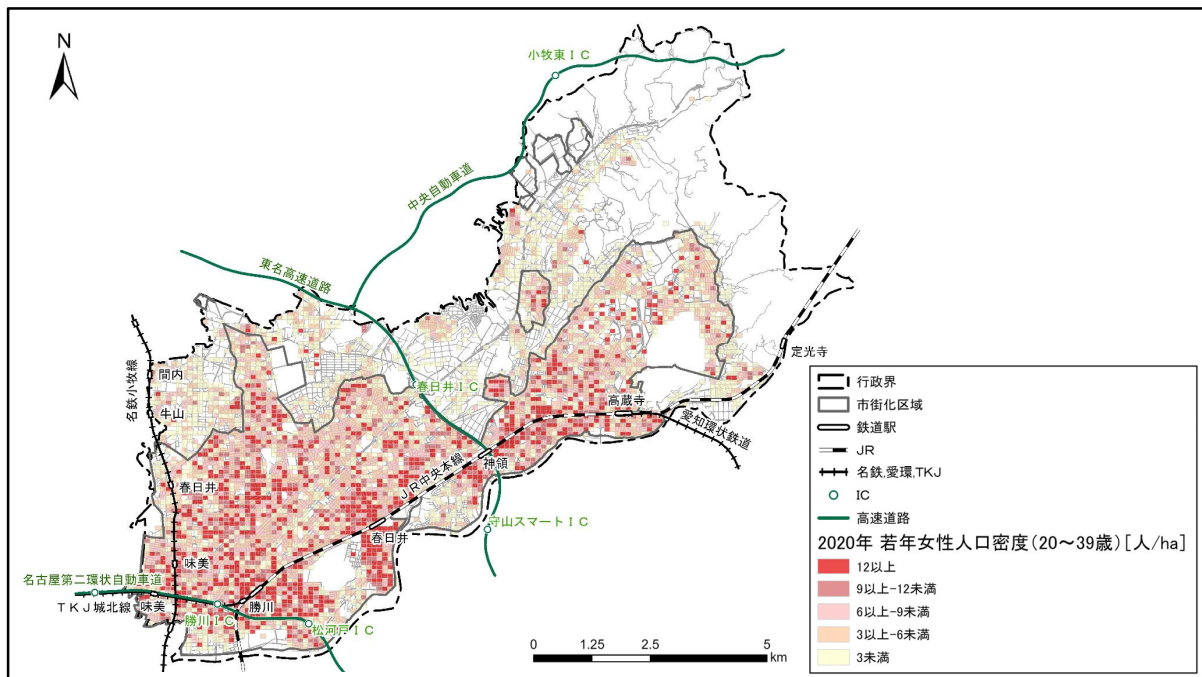 N
小牧東IC
中央自動車道
東名高速道路
名鉄小牧線
間内
牛山
春日井IC
定光寺
高蔵寺
愛知環状鉄道
神領
JR中央本線
春日井
守山スマートIC
春日井
味美
名古屋第二環状自動車道
TKJ城北線
味美
勝川
勝川IC
松河戸IC
0 1.25 2.5 5
km
行政界
市街化区域
鉄道駅
JR
名鉄,愛環,TKJ
IC
高速道路
2020年 若年女性人口密度(20~39歳)[人/ha]
12以上
9以上-12未満
6以上-9未満
3以上-6未満
3未満